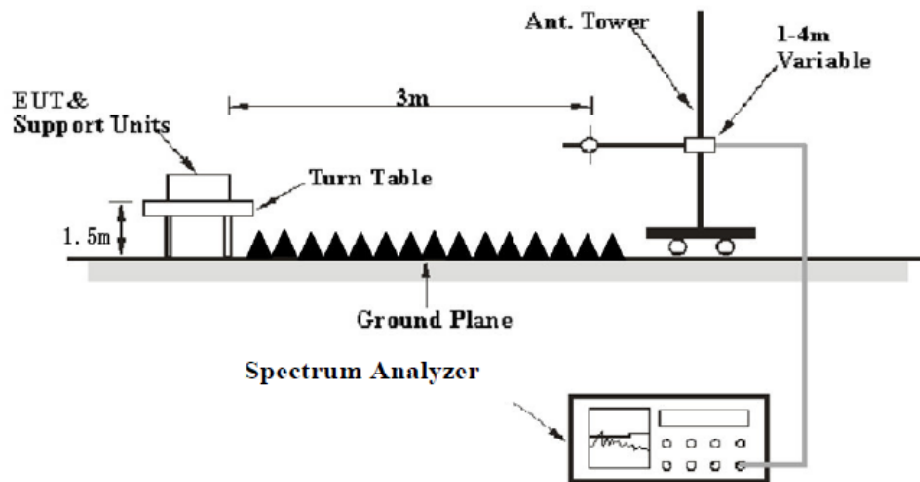 Ant. Tower
1-4m
Variable
EUT&
Support Units
3m
Turn Table
1.5m
Ground Plane
Spectrum Analyzer